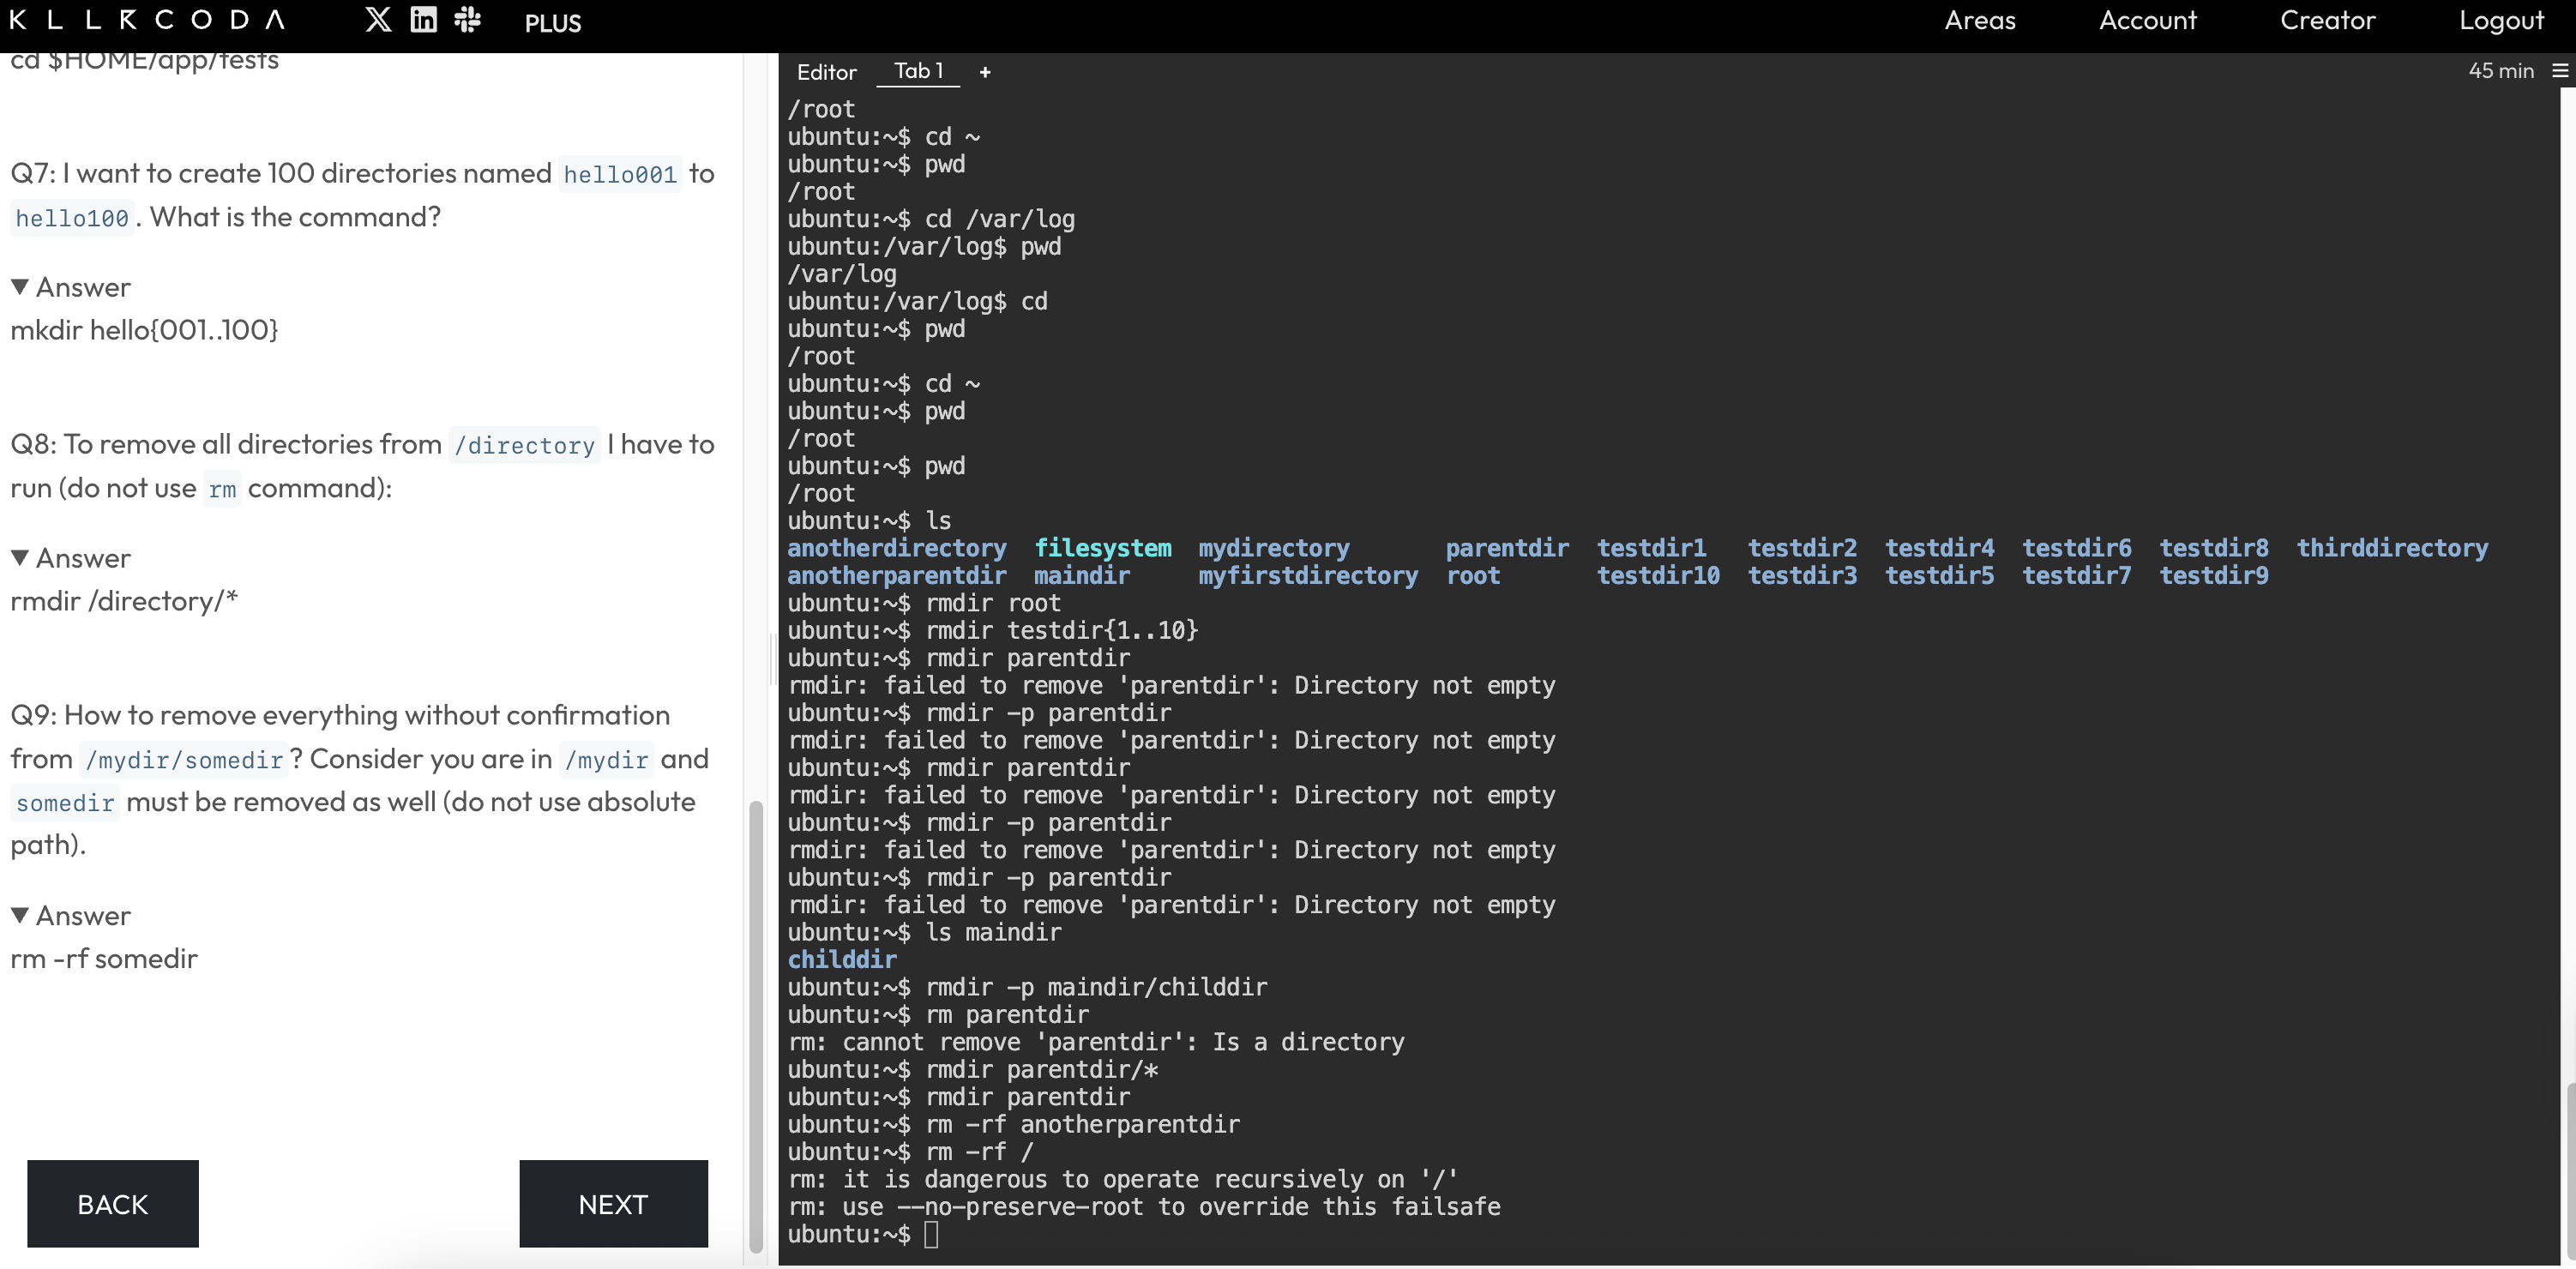 KLLRCODA
PLUS
Areas Account Creator Logout
cd $HOME/app/tests
Q7: I want to create 100 directories named hello001 to
hello100. What is the command?
▼ Answer
mkdir hello{001..100}
Q8: To remove all directories from /directory I have to
run (do not use rm command):
▼ Answer
rmdir /directory/*
Q9: How to remove everything without confirmation
from /mydir/somedir? Consider you are in /mydir and
somedir must be removed as well (do not use absolute
path).
▼ Answer
rm -rf somedir
BACK NEXT
Editor Tab 1 + 45 min
/root
ubuntu:~$ cd ~
ubuntu:~$ pwd
/root
ubuntu:~$ cd /var/log
ubuntu:/var/log$ pwd
/var/log
ubuntu:/var/log$ cd
ubuntu:~$ pwd
/root
ubuntu:~$ cd ~
ubuntu:~$ pwd
/root
ubuntu:~$ pwd
/root
ubuntu:~$ ls
anotherdirectory filesystem mydirectory parentdir testdir1 testdir2 testdir4 testdir6 testdir8 thirddirectory
anotherparentdir maindir myfirstdirectory root testdir10 testdir3 testdir5 testdir7 testdir9
ubuntu:~$ rmdir root
ubuntu:~$ rmdir testdir{1..10}
ubuntu:~$ rmdir parentdir
rmdir: failed to remove 'parentdir': Directory not empty
ubuntu:~$ rmdir -p parentdir
rmdir: failed to remove 'parentdir': Directory not empty
ubuntu:~$ rmdir parentdir
rmdir: failed to remove 'parentdir': Directory not empty
ubuntu:~$ rmdir -p parentdir
rmdir: failed to remove 'parentdir': Directory not empty
ubuntu:~$ rmdir -p parentdir
rmdir: failed to remove 'parentdir': Directory not empty
ubuntu:~$ ls maindir
childdir
ubuntu:~$ rmdir -p maindir/childdir
ubuntu:~$ rm parentdir
rm: cannot remove 'parentdir': Is a directory
ubuntu:~$ rmdir parentdir/*
ubuntu:~$ rmdir parentdir
ubuntu:~$ rm -rf anotherparentdir
ubuntu:~$ rm -rf /
rm: it is dangerous to operate recursively on '/'
rm: use --no-preserve-root to override this failsafe
ubuntu:~$